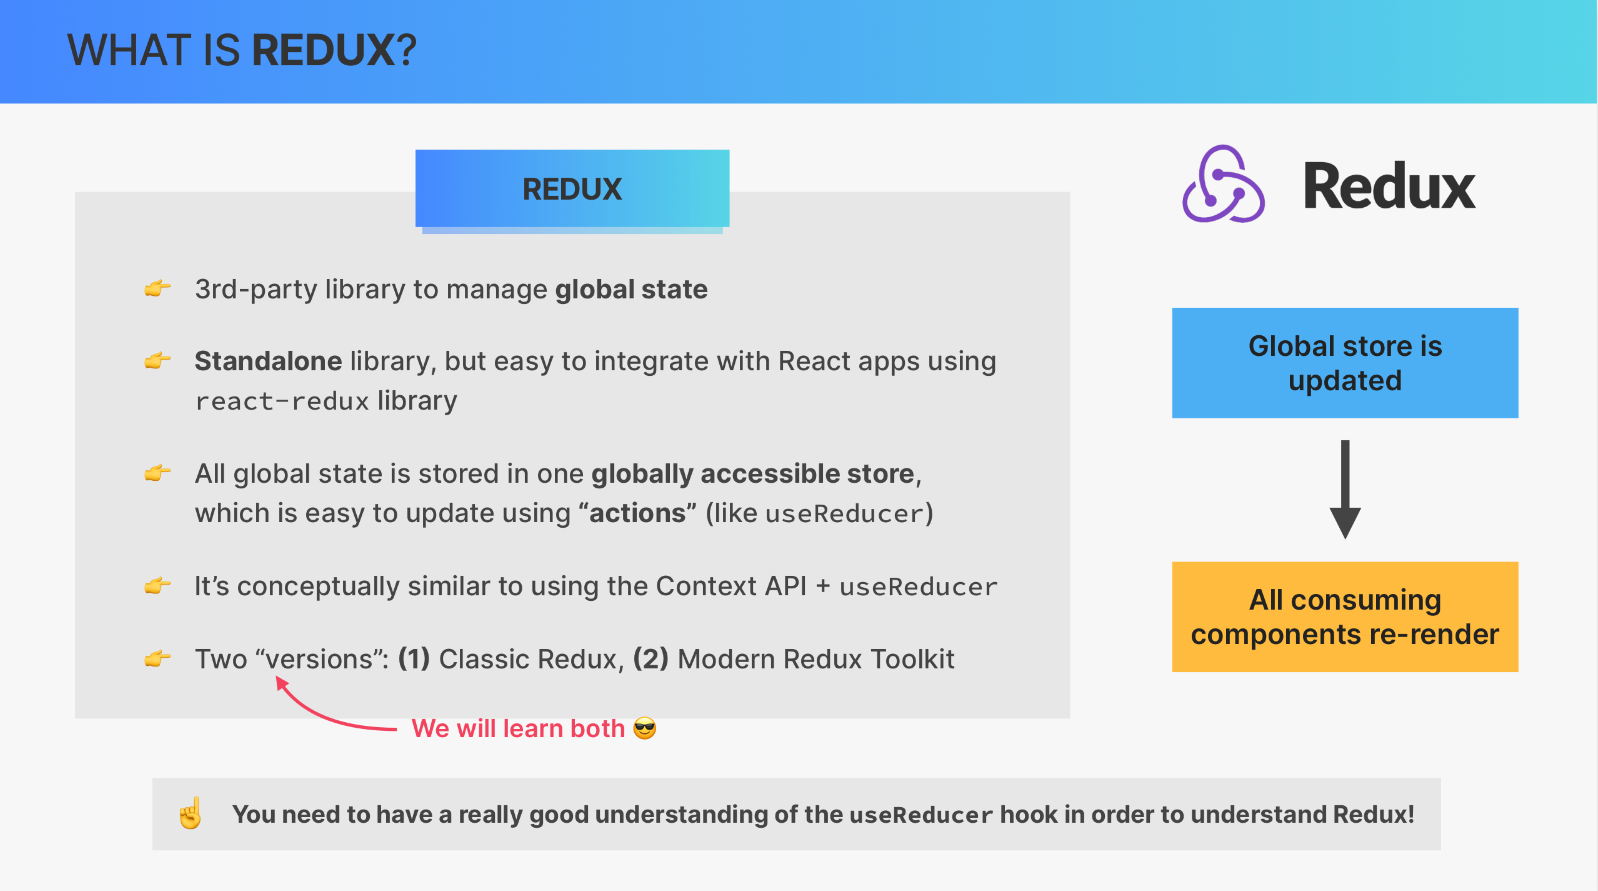 WHAT IS REDUX?
REDUX
👉 3rd-party library to manage global state
👉 Standalone library, but easy to integrate with React apps using
react-redux library
👉 All global state is stored in one globally accessible store,
which is easy to update using “actions” (like useReducer)
👉 It’s conceptually similar to using the Context API + useReducer
👉 Two “versions”: (1) Classic Redux, (2) Modern Redux Toolkit
We will learn both 😎
Redux
Global store is
updated
All consuming
components re-render
☝️ You need to have a really good understanding of the useReducer hook in order to understand Redux!